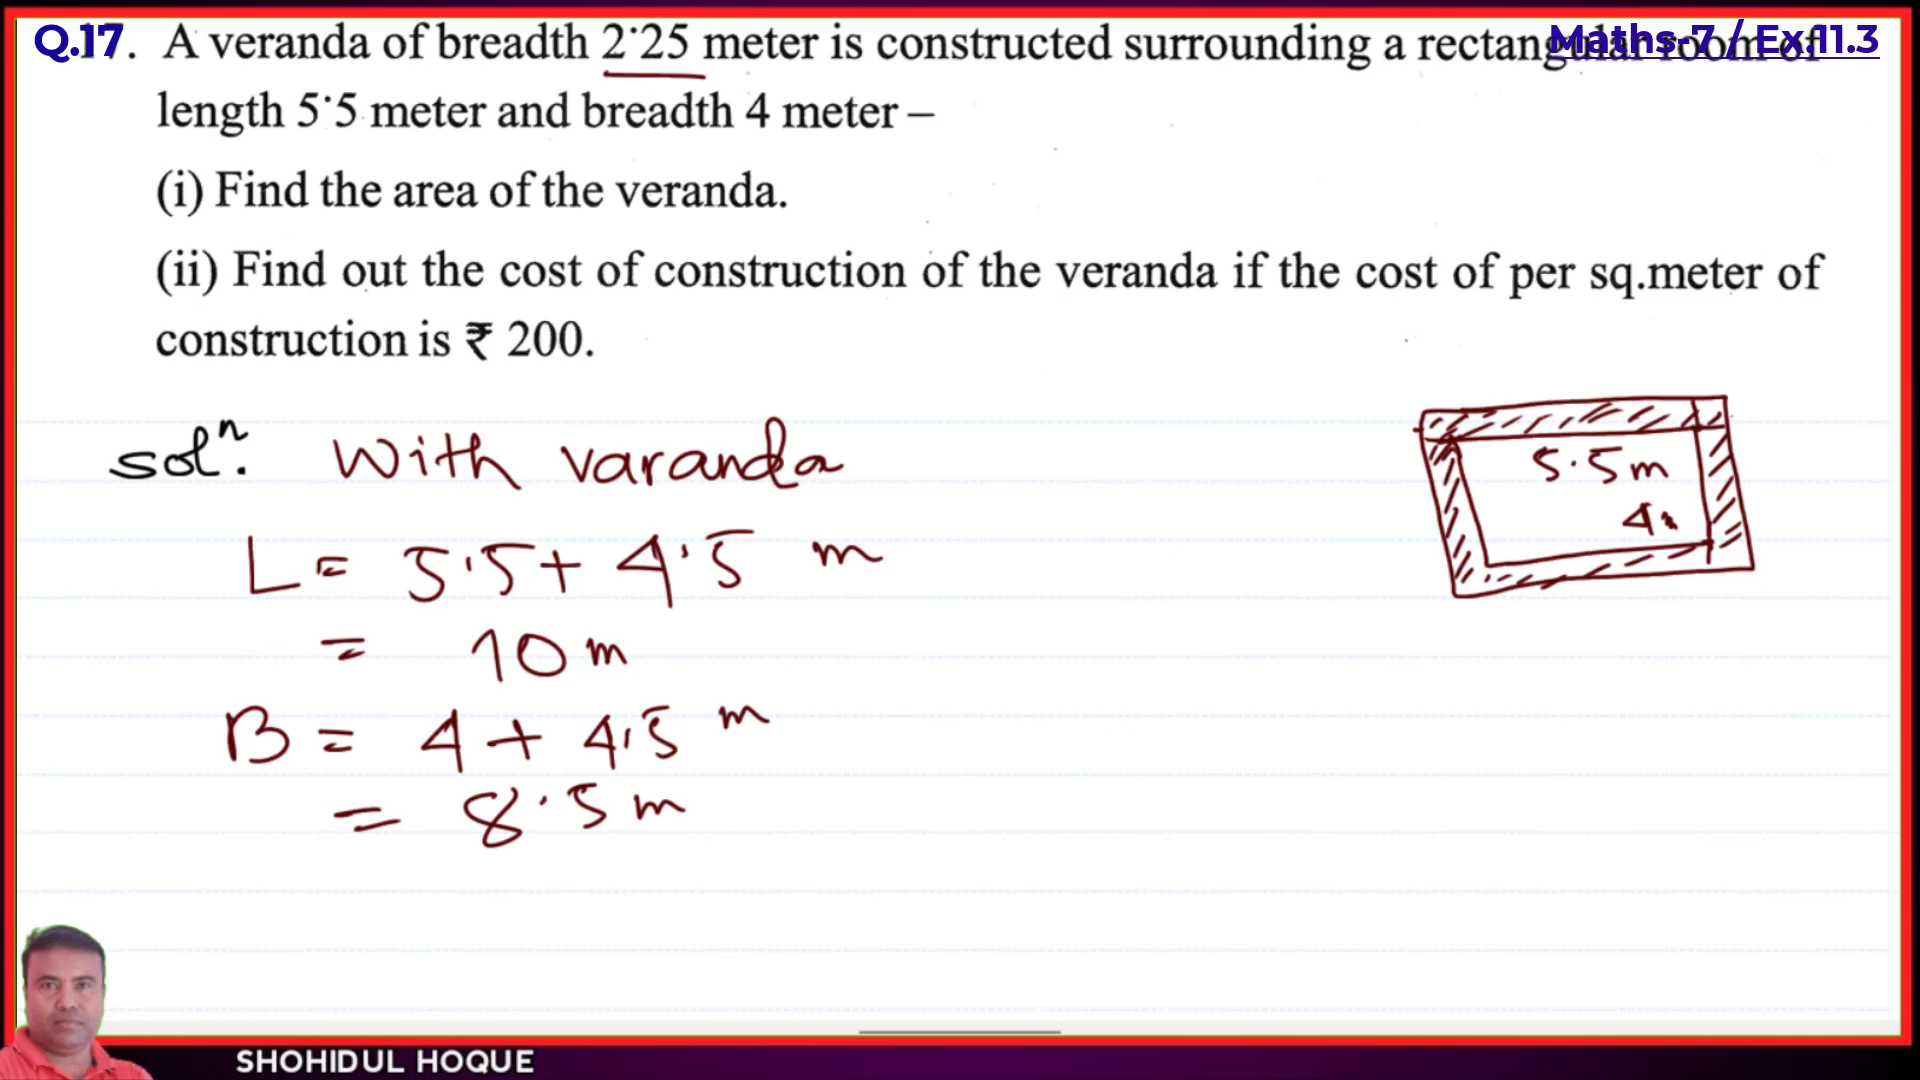 Q.17. A veranda of breadth 2·25 meter is constructed surrounding a rectangular room of
Maths-7 / Ex.11.3
length 5·5 meter and breadth 4 meter –
(i) Find the area of the veranda.
(ii) Find out the cost of construction of the veranda if the cost of per sq.meter of
construction is ₹ 200.
solⁿ. With varanda
L = 5.5 + 4.5 m
= 10 m
B = 4 + 4.5 m
= 8.5 m
5.5 m
4
SHOHIDUL HOQUE